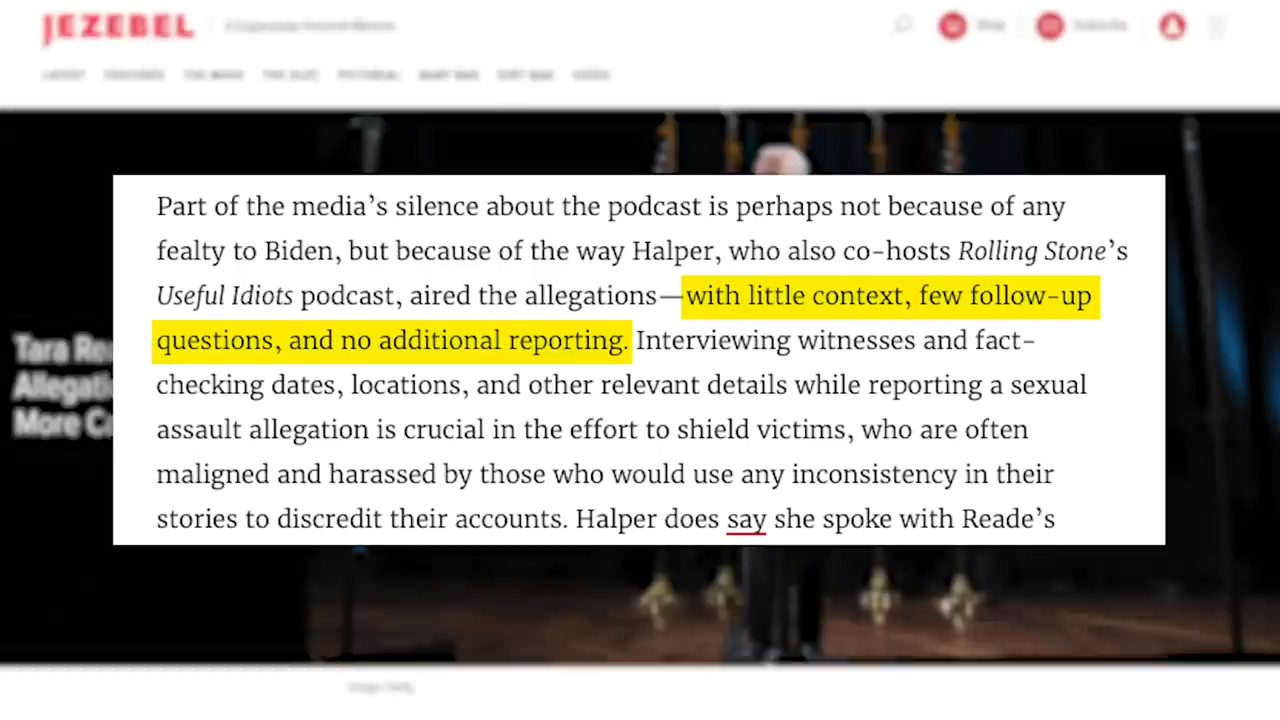 JEZEBEL
Part of the media’s silence about the podcast is perhaps not because of any
fealty to Biden, but because of the way Halper, who also co-hosts Rolling Stone’s
Useful Idiots podcast, aired the allegations—with little context, few follow-up
questions, and no additional reporting. Interviewing witnesses and fact-
checking dates, locations, and other relevant details while reporting a sexual
assault allegation is crucial in the effort to shield victims, who are often
maligned and harassed by those who would use any inconsistency in their
stories to discredit their accounts. Halper does say she spoke with Reade’s
Tara
More